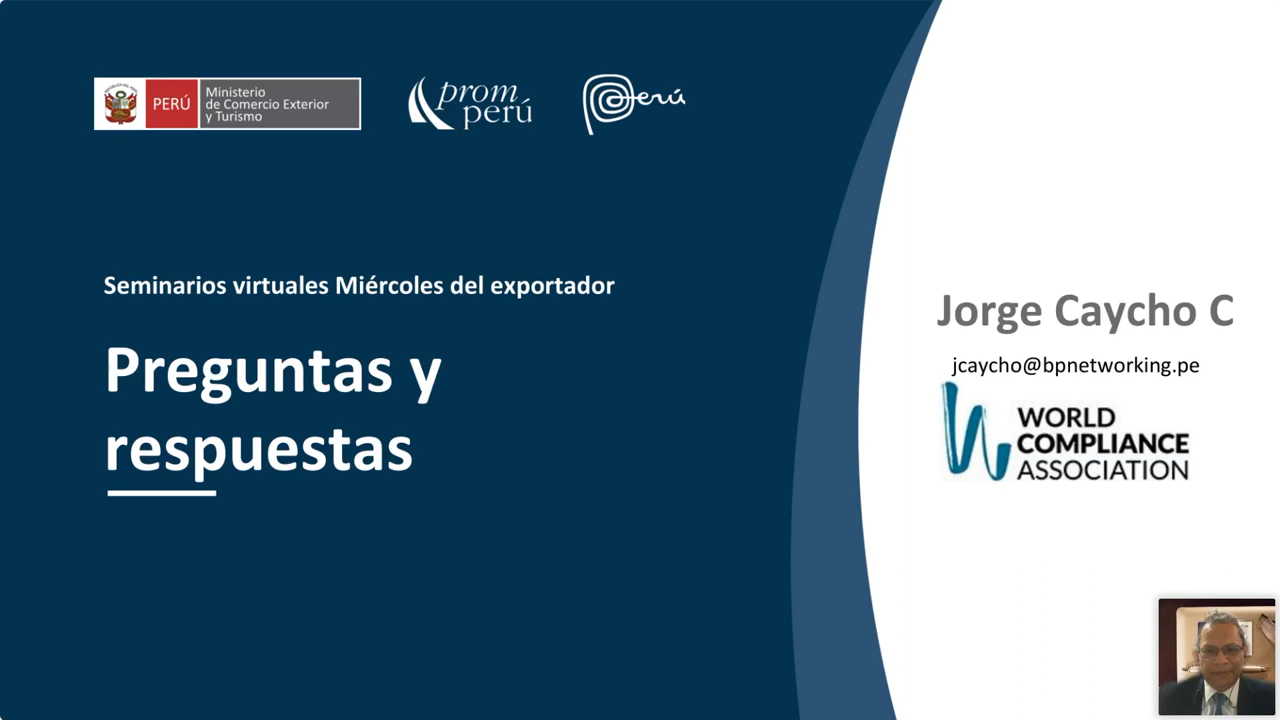 PERÚ
Ministerio
de Comercio Exterior
y Turismo
prom
perú
Perú
Seminarios virtuales Miércoles del exportador
Preguntas y
respuestas
Jorge Caycho C
jcaycho@bpnetworking.pe
WORLD
COMPLIANCE
ASSOCIATION